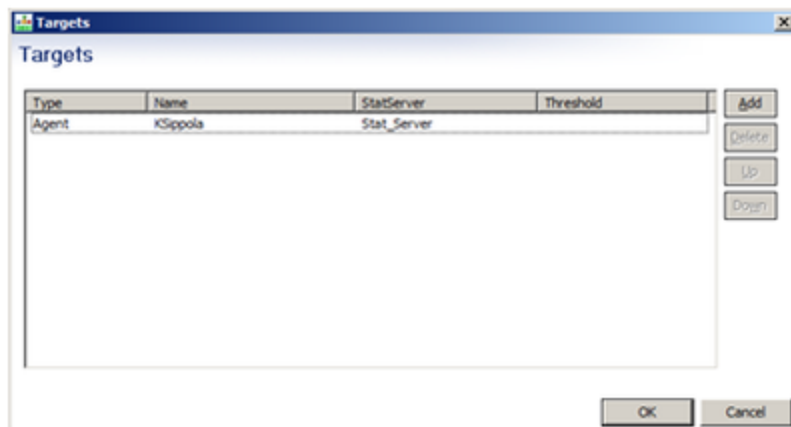 Targets
Targets
Type Name StatServer Threshold
Add
Agent KSippola Stat_Server
Delete
Up
Down
OK Cancel